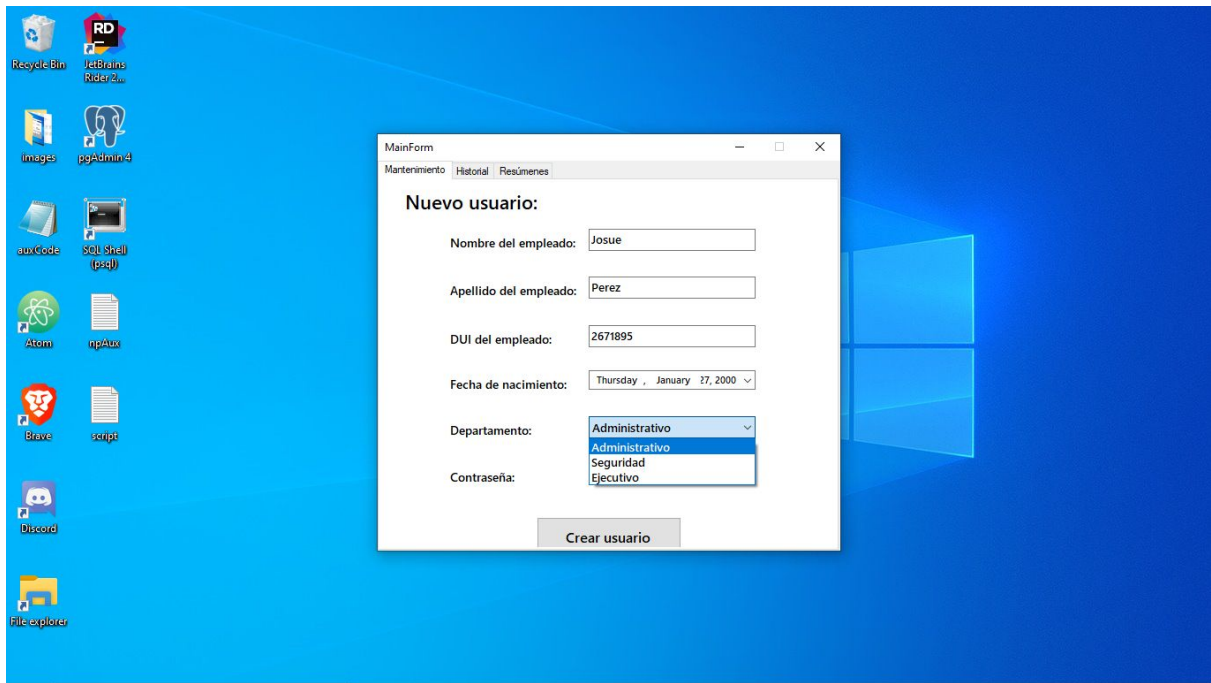 Recycle Bin
RD
JetBrains
Rider 2...
images
pgAdmin 4
auxCode
SQL Shell
(psql)
Atom
npAux
Brave
script
Discord
File explorer
MainForm
Mantenimiento Historial Resúmenes
Nuevo usuario:
Nombre del empleado: Josue
Apellido del empleado: Perez
DUI del empleado: 2671895
Fecha de nacimiento: Thursday , January 27, 2000
Departamento: Administrativo
Administrativo
Seguridad
Contraseña: Ejecutivo
Crear usuario